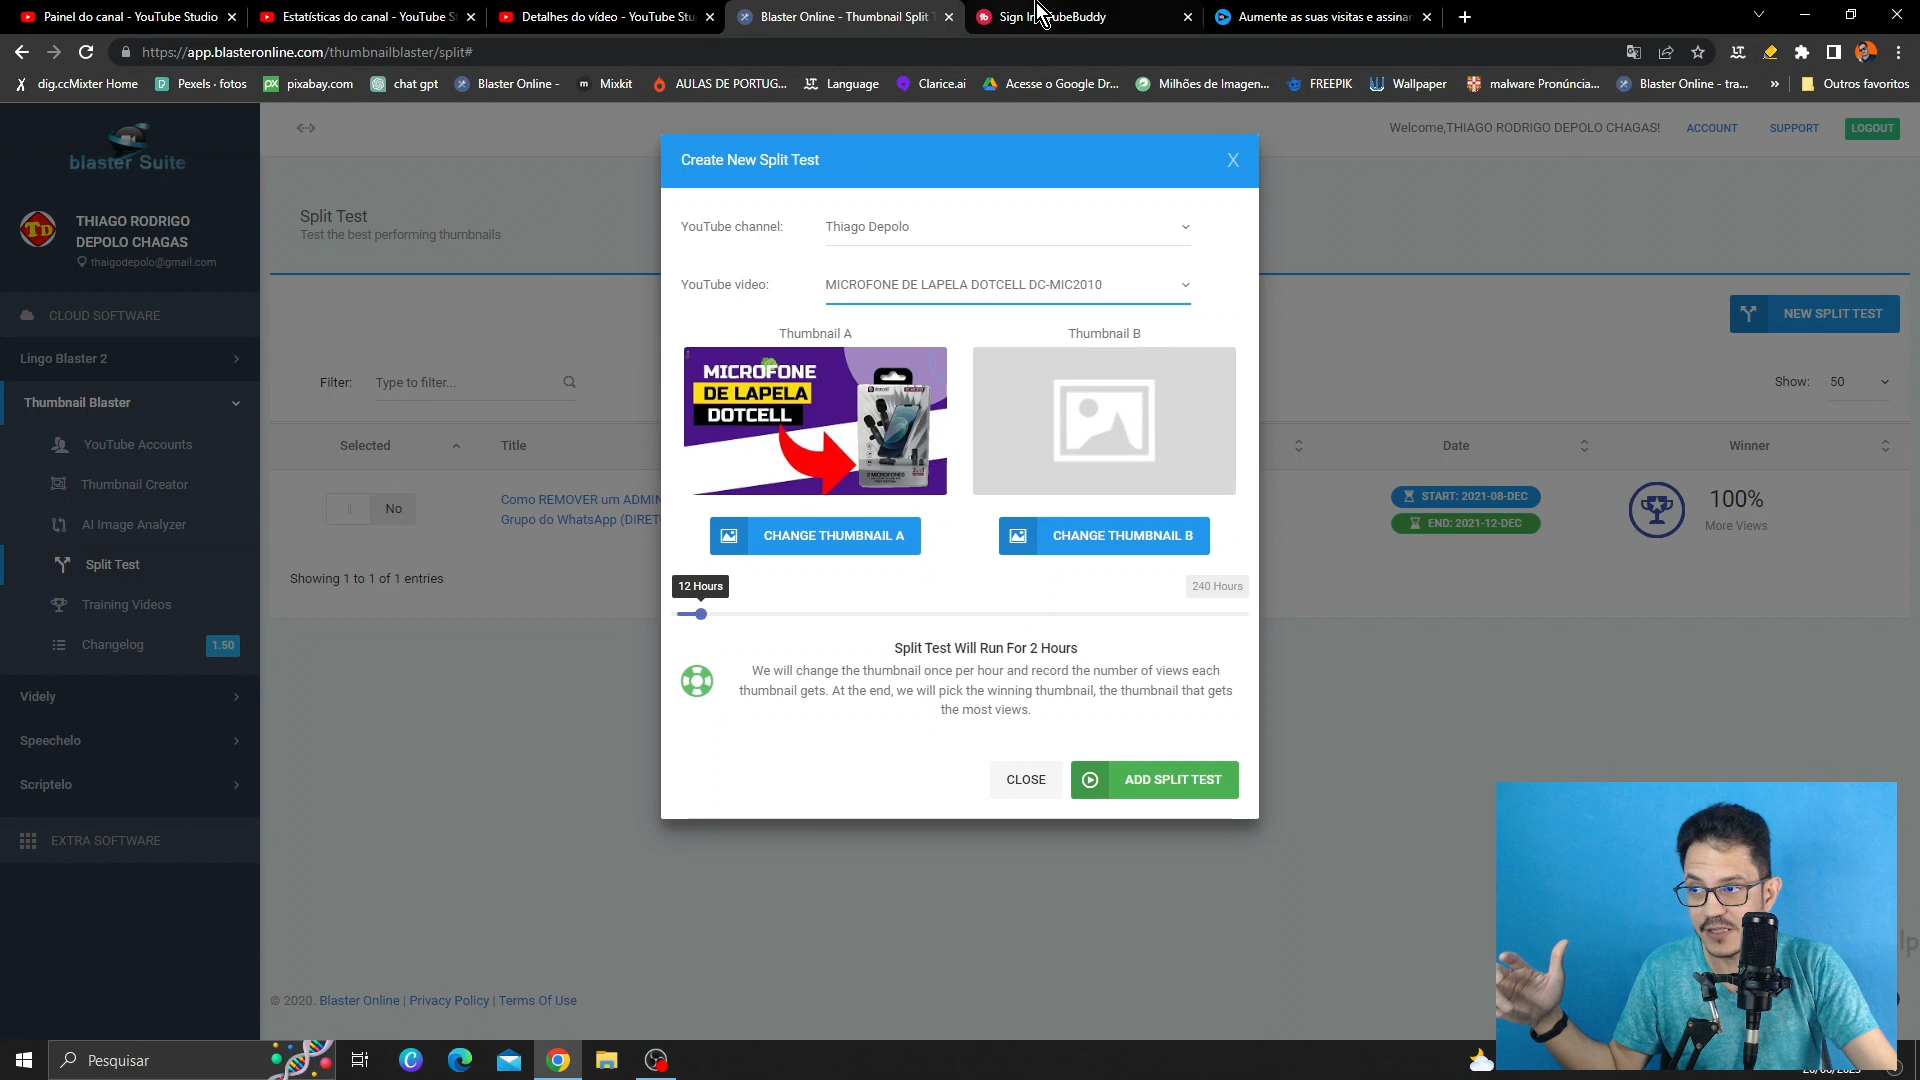 Painel do canal - YouTube Studio
Estatísticas do canal - YouTube S
Detalhes do vídeo - YouTube Stu
Blaster Online - Thumbnail Split T
Sign In
ubeBuddy
Aumente as suas visitas e assinar
https://app.blasteronline.com/thumbnailblaster/split#
dig.ccMixter Home
Pexels · fotos
pixabay.com
chat gpt
Blaster Online -
Mixkit
AULAS DE PORTUG...
Language
Clarice.ai
Acesse o Google Dr...
Milhões de Imagen...
FREEPIK
Wallpaper
malware Pronúncia...
Blaster Online - tra...
Outros favoritos
blaster Suite
Welcome,THIAGO RODRIGO DEPOLO CHAGAS!
ACCOUNT
SUPPORT
LOGOUT
TD
THIAGO RODRIGO
DEPOLO CHAGAS
thaigodepolo@gmail.com
CLOUD SOFTWARE
Lingo Blaster 2
Thumbnail Blaster
YouTube Accounts
Thumbnail Creator
AI Image Analyzer
Split Test
Training Videos
Changelog
1.50
Videly
Speechelo
Scriptelo
EXTRA SOFTWARE
Split Test
Test the best performing thumbnails
NEW SPLIT TEST
Filter:
Type to filter...
Show:
50
Selected
Title
Date
Winner
No
Como REMOVER um ADMIN
Grupo do WhatsApp (DIRET
START: 2021-08-DEC
END: 2021-12-DEC
100%
More Views
Showing 1 to 1 of 1 entries
© 2020. Blaster Online | Privacy Policy | Terms Of Use
Create New Split Test
X
YouTube channel:
Thiago Depolo
YouTube video:
MICROFONE DE LAPELA DOTCELL DC-MIC2010
Thumbnail A
Thumbnail B
MICROFONE
DE LAPELA
DOTCELL
CHANGE THUMBNAIL A
CHANGE THUMBNAIL B
12 Hours
240 Hours
Split Test Will Run For 2 Hours
We will change the thumbnail once per hour and record the number of views each
thumbnail gets. At the end, we will pick the winning thumbnail, the thumbnail that gets
the most views.
CLOSE
ADD SPLIT TEST
Pesquisar